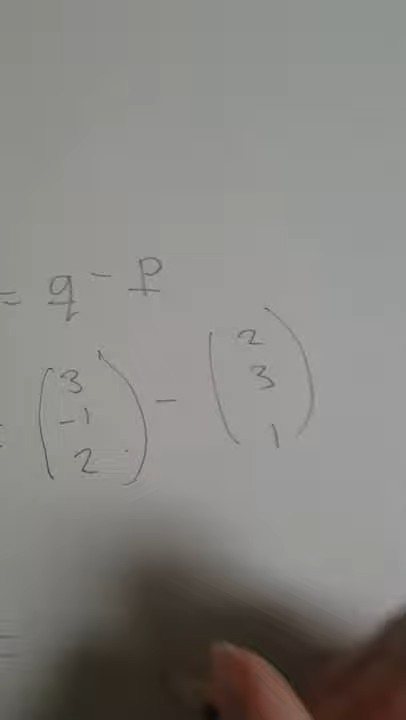 = q - p
= (3 -1 2) - (2 3 1)